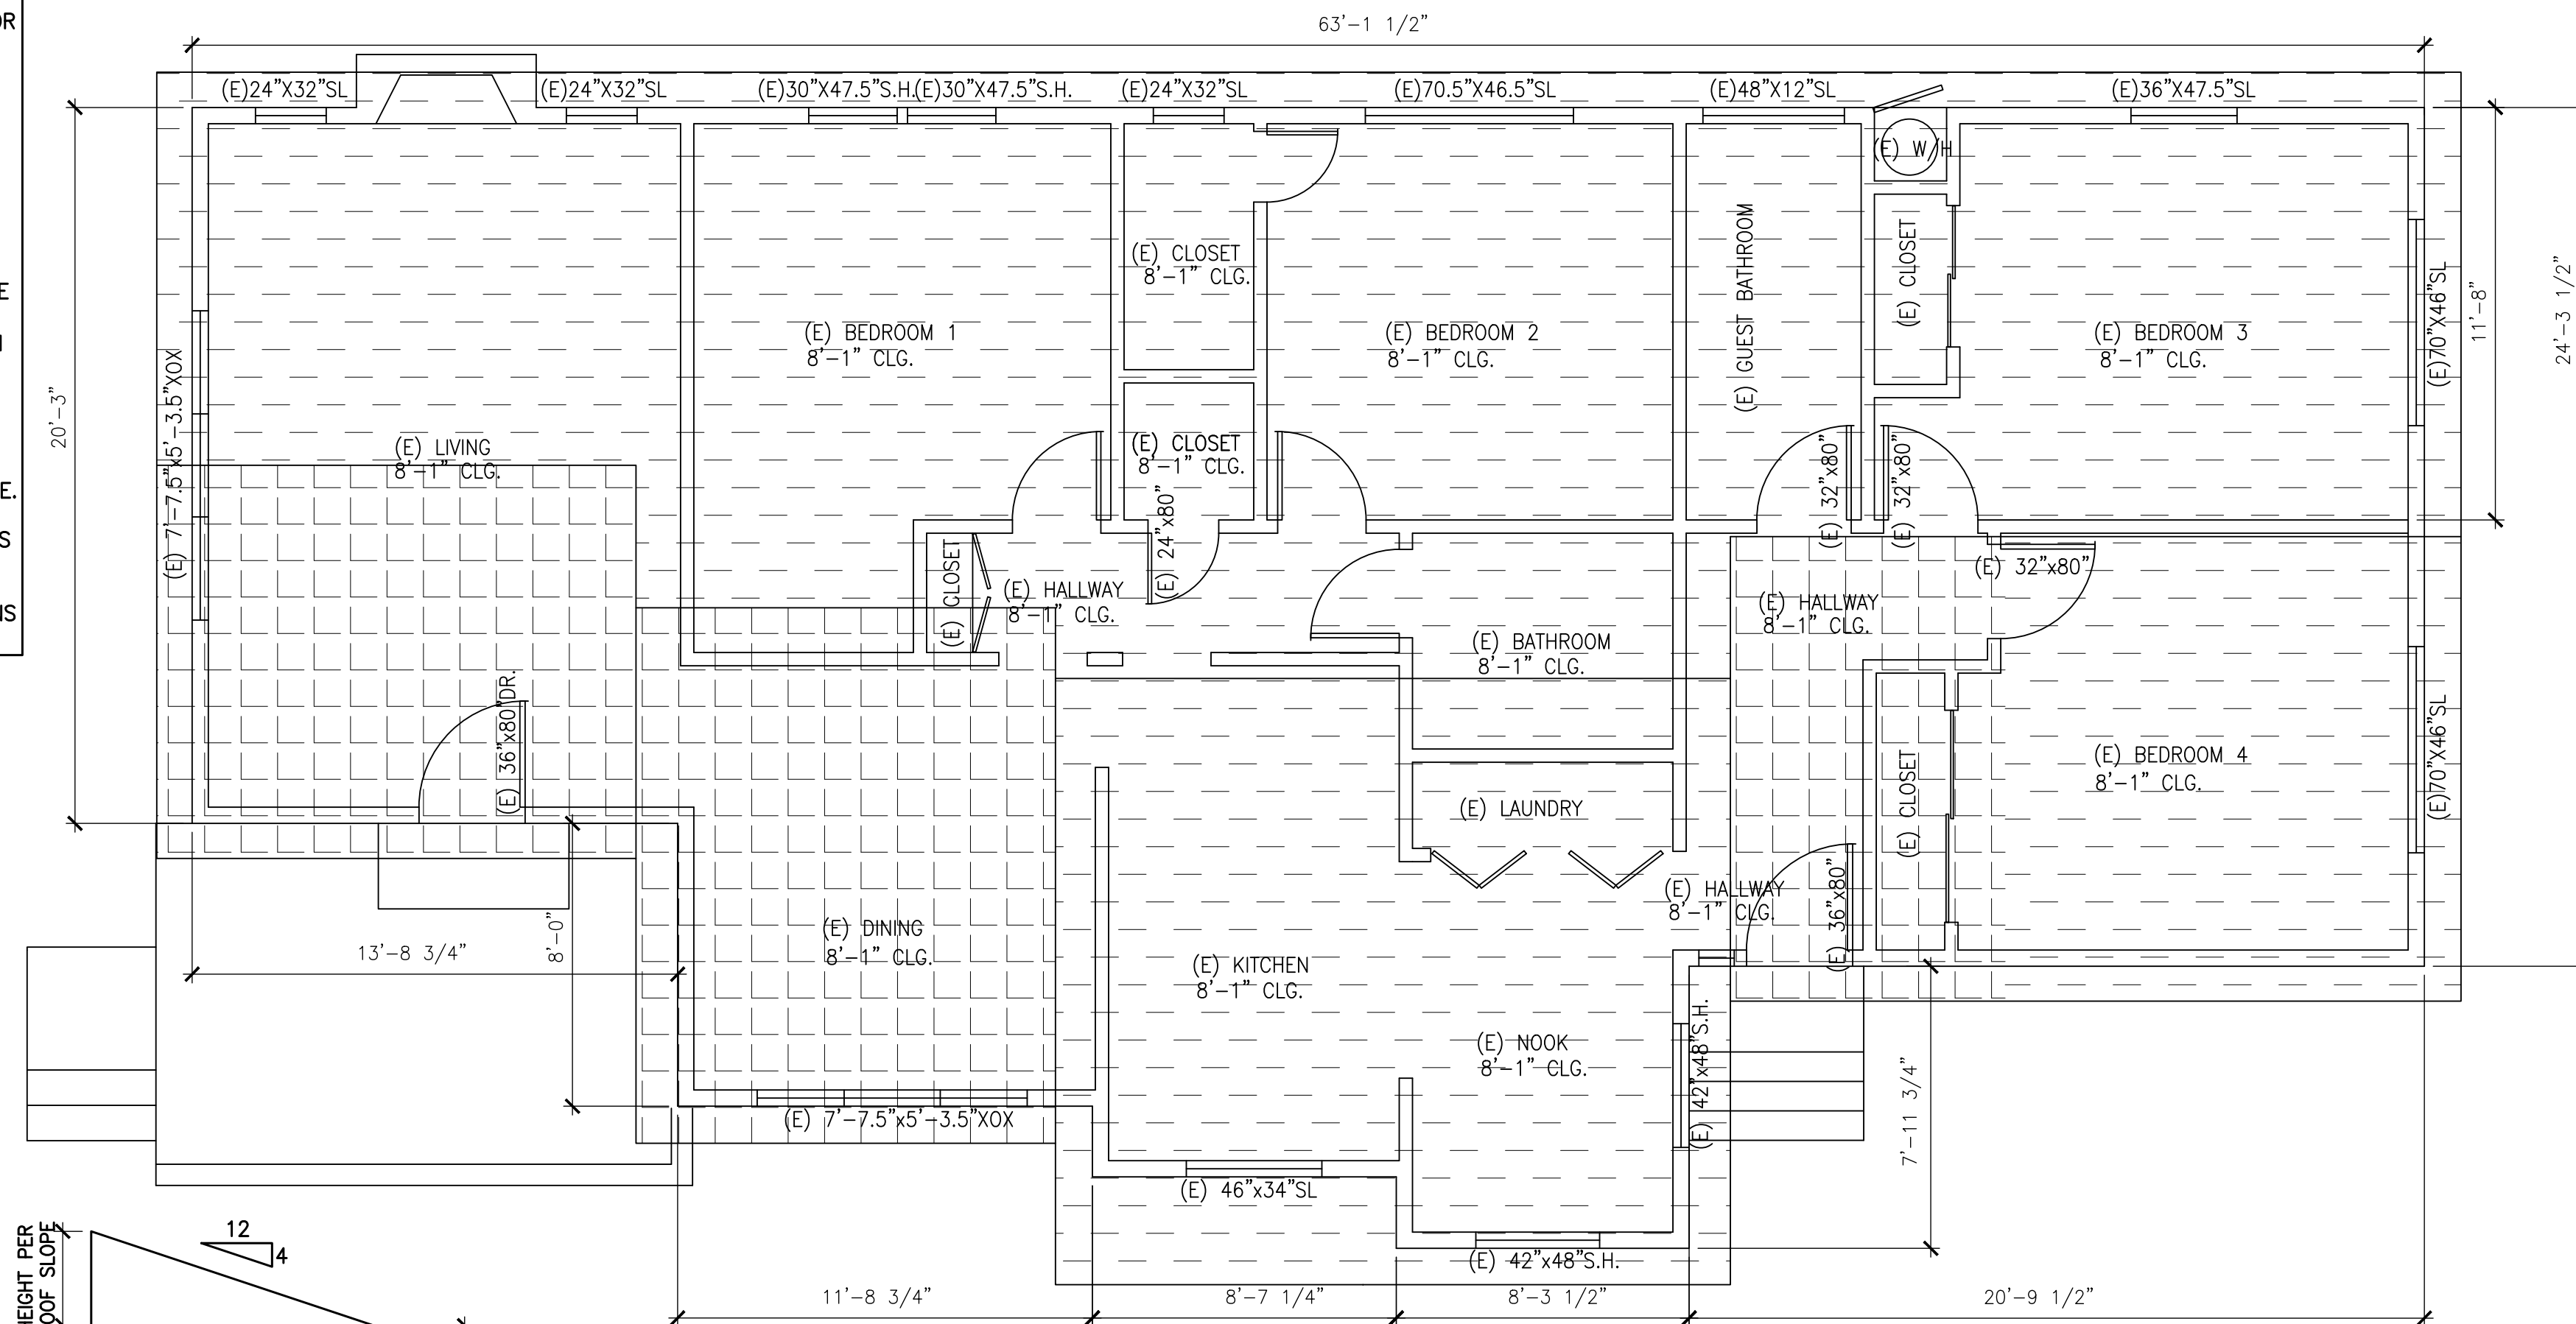 OR
63'-1 1/2"
(E)24"X32"SL
(E)24"X32"SL
(E)30"X47.5"S.H.
(E)30"X47.5"S.H.
(E)24"X32"SL
(E)70.5"X46.5"SL
(E)48"X12"SL
(E)36"X47.5"SL
(E) W/H
(E) CLOSET
8'-1" CLG.
(E) GUEST BATHROOM
(E) CLOSET
E
(E) BEDROOM 1
8'-1" CLG.
(E) BEDROOM 2
8'-1" CLG.
(E) BEDROOM 3
8'-1" CLG.
(E)70"X46"SL
11'-8"
24'-3 1/2"
20'-3"
(E) 7'-7.5"x5'-3.5"XOX
(E) LIVING
8'-1" CLG.
(E) CLOSET
8'-1" CLG.
(E) 24"x80"
(E) 32"x80"
(E) 32"x80"
E.
S
NS
(E) CLOSET
(E) HALLWAY
8'-1" CLG.
(E) 32"x80"
(E) HALLWAY
8'-1" CLG.
(E) BATHROOM
8'-1" CLG.
(E) 36"x80"DR.
(E) BEDROOM 4
8'-1" CLG.
(E)70"X46"SL
(E) CLOSET
(E) LAUNDRY
(E) HALLWAY
8'-1" CLG.
(E) 36"x80"
13'-8 3/4"
8'-0"
(E) DINING
8'-1" CLG.
(E) KITCHEN
8'-1" CLG.
(E) NOOK
8'-1" CLG.
(E) 42"x48"S.H.
7'-11 3/4"
(E) 7'-7.5"x5'-3.5"XOX
(E) 46"x34"SL
(E) 42"x48"S.H.
HEIGHT PER
ROOF SLOPE
12
4
11'-8 3/4"
8'-7 1/4"
8'-3 1/2"
20'-9 1/2"